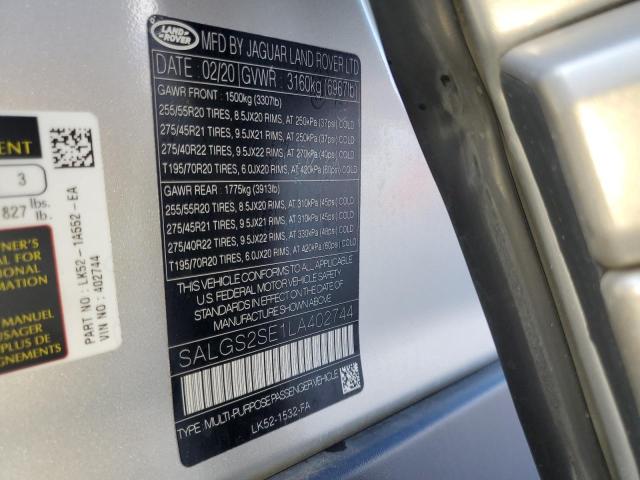 LAND
ROVER
MFD BY JAGUAR LAND ROVER LTD
DATE : 02/20 GVWR : 3160kg (6967lb)
GAWR FRONT : 1500kg (3307lb)
255/55R20 TIRES, 8.5JX20 RIMS, AT 250kPa (37psi) COLD
275/45R21 TIRES, 9.5JX21 RIMS, AT 250kPa (37psi) COLD
275/40R22 TIRES, 9.5JX22 RIMS, AT 270kPa (40psi) COLD
T195/70R20 TIRES, 6.0JX20 RIMS, AT 420kPa (60psi) COLD
GAWR REAR : 1775kg (3913lb)
255/55R20 TIRES, 8.5JX20 RIMS, AT 310kPa (45psi) COLD
275/45R21 TIRES, 9.5JX21 RIMS, AT 310kPa (45psi) COLD
275/40R22 TIRES, 9.5JX22 RIMS, AT 330kPa (48psi) COLD
T195/70R20 TIRES, 6.0JX20 RIMS, AT 420kPa (60psi) COLD
THIS VEHICLE CONFORMS TO ALL APPLICABLE
U.S. FEDERAL MOTOR VEHICLE SAFETY
STANDARDS IN EFFECT ON THE DATE OF
MANUFACTURE SHOWN ABOVE
SALGS2SE1LA402744
TYPE: MULTI-PURPOSE PASSENGER VEHICLE
LK52-1532-FA
ENT
3
827 lbs.
lb.
NER'S
FOR
IONAL
MATION
MANUEL
USAGER
US DE
IGNEMENTS
PART NO : LK52-1A552-EA
VIN NO : 402744